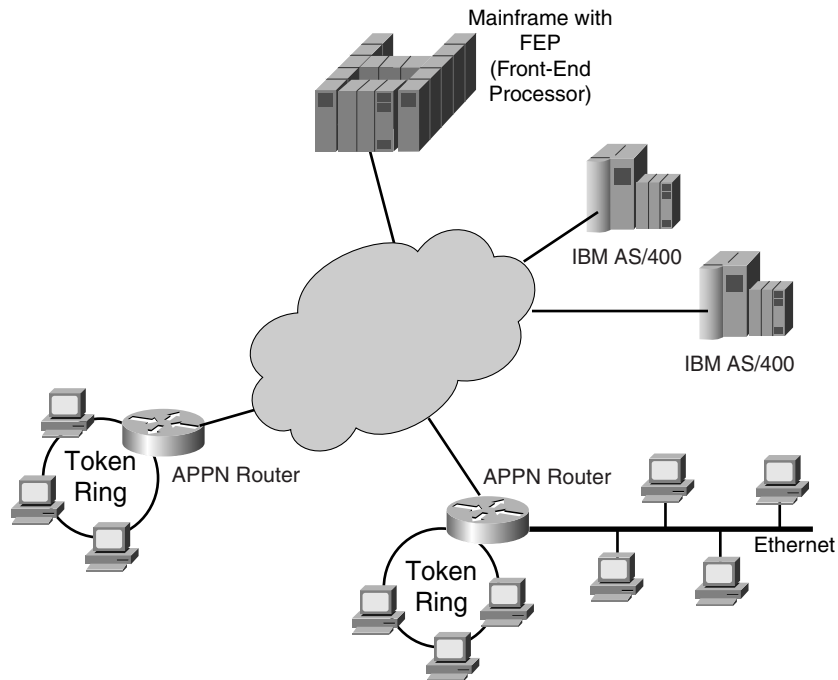 Mainframe with
FEP
(Front-End
Processor)
IBM AS/400
IBM AS/400
Token
Ring
APPN Router
APPN Router
Ethernet
Token
Ring